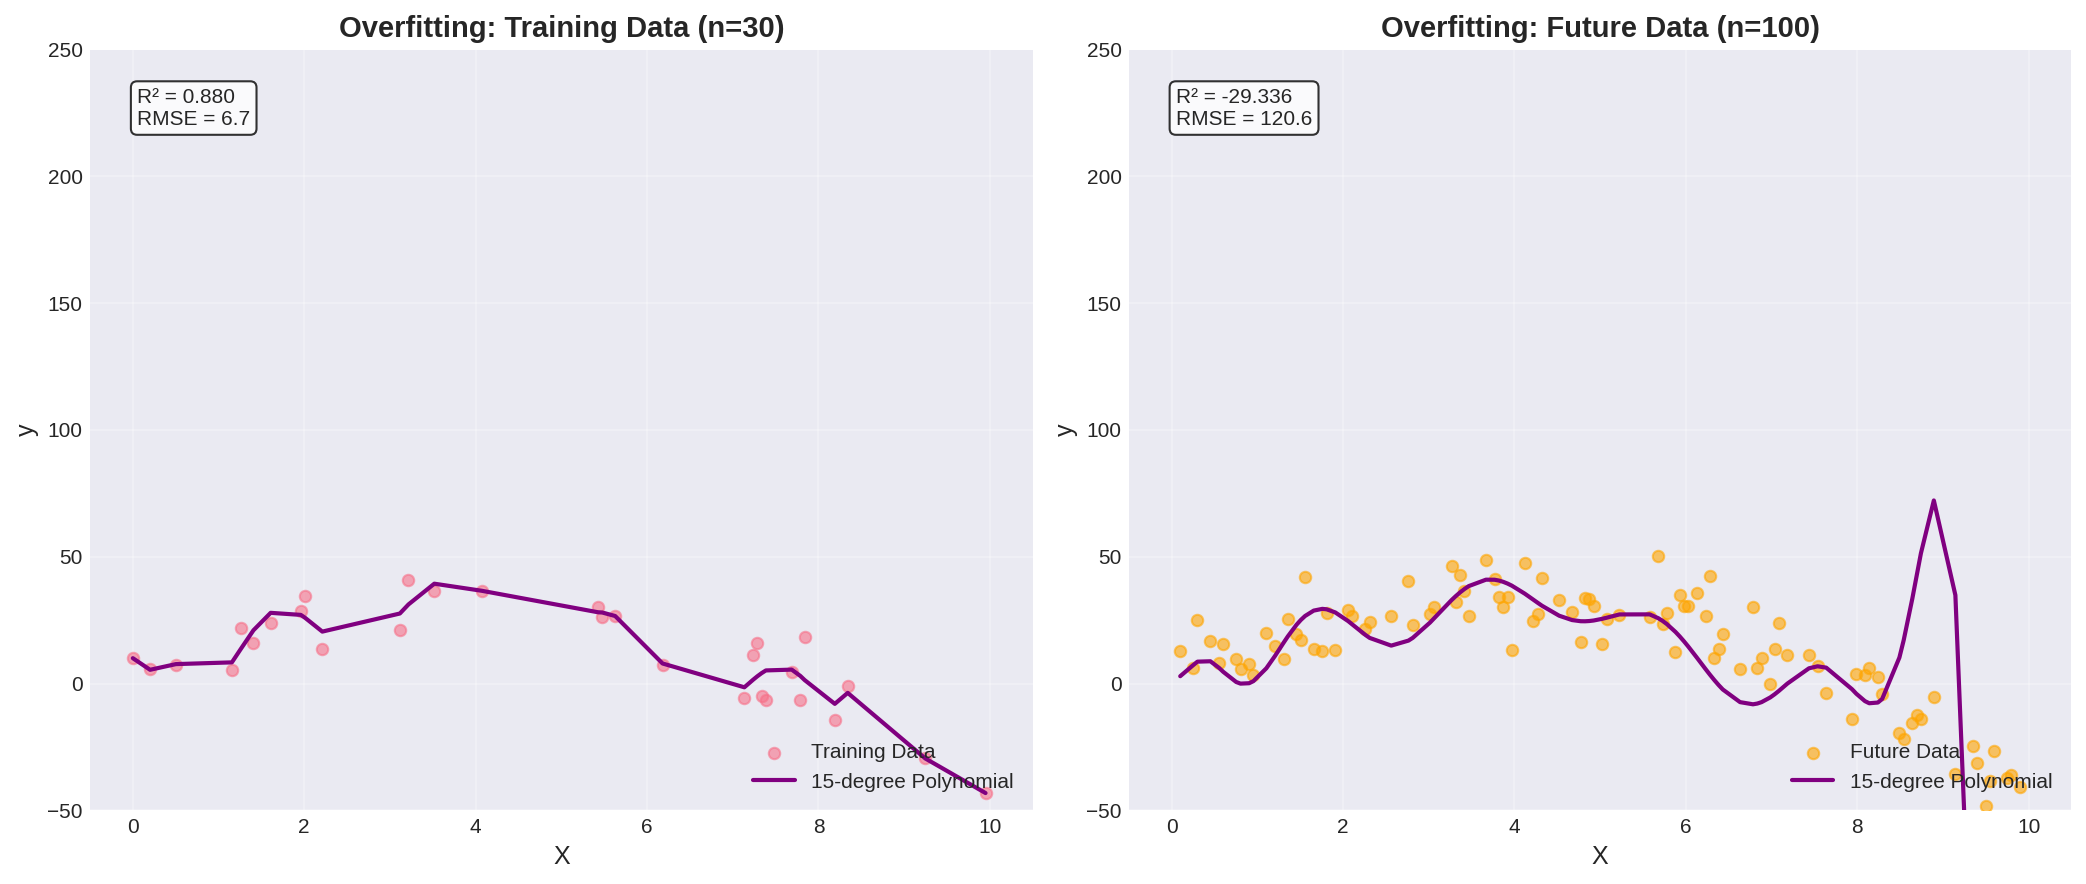 Overfitting: Training Data (n=30)
250
200
150
100
50
0
−50
y
R² = 0.880
RMSE = 6.7
Training Data
15-degree Polynomial
0 2 4 6 8 10
X
Overfitting: Future Data (n=100)
250
200
150
100
50
0
−50
y
R² = -29.336
RMSE = 120.6
Future Data
15-degree Polynomial
0 2 4 6 8 10
X